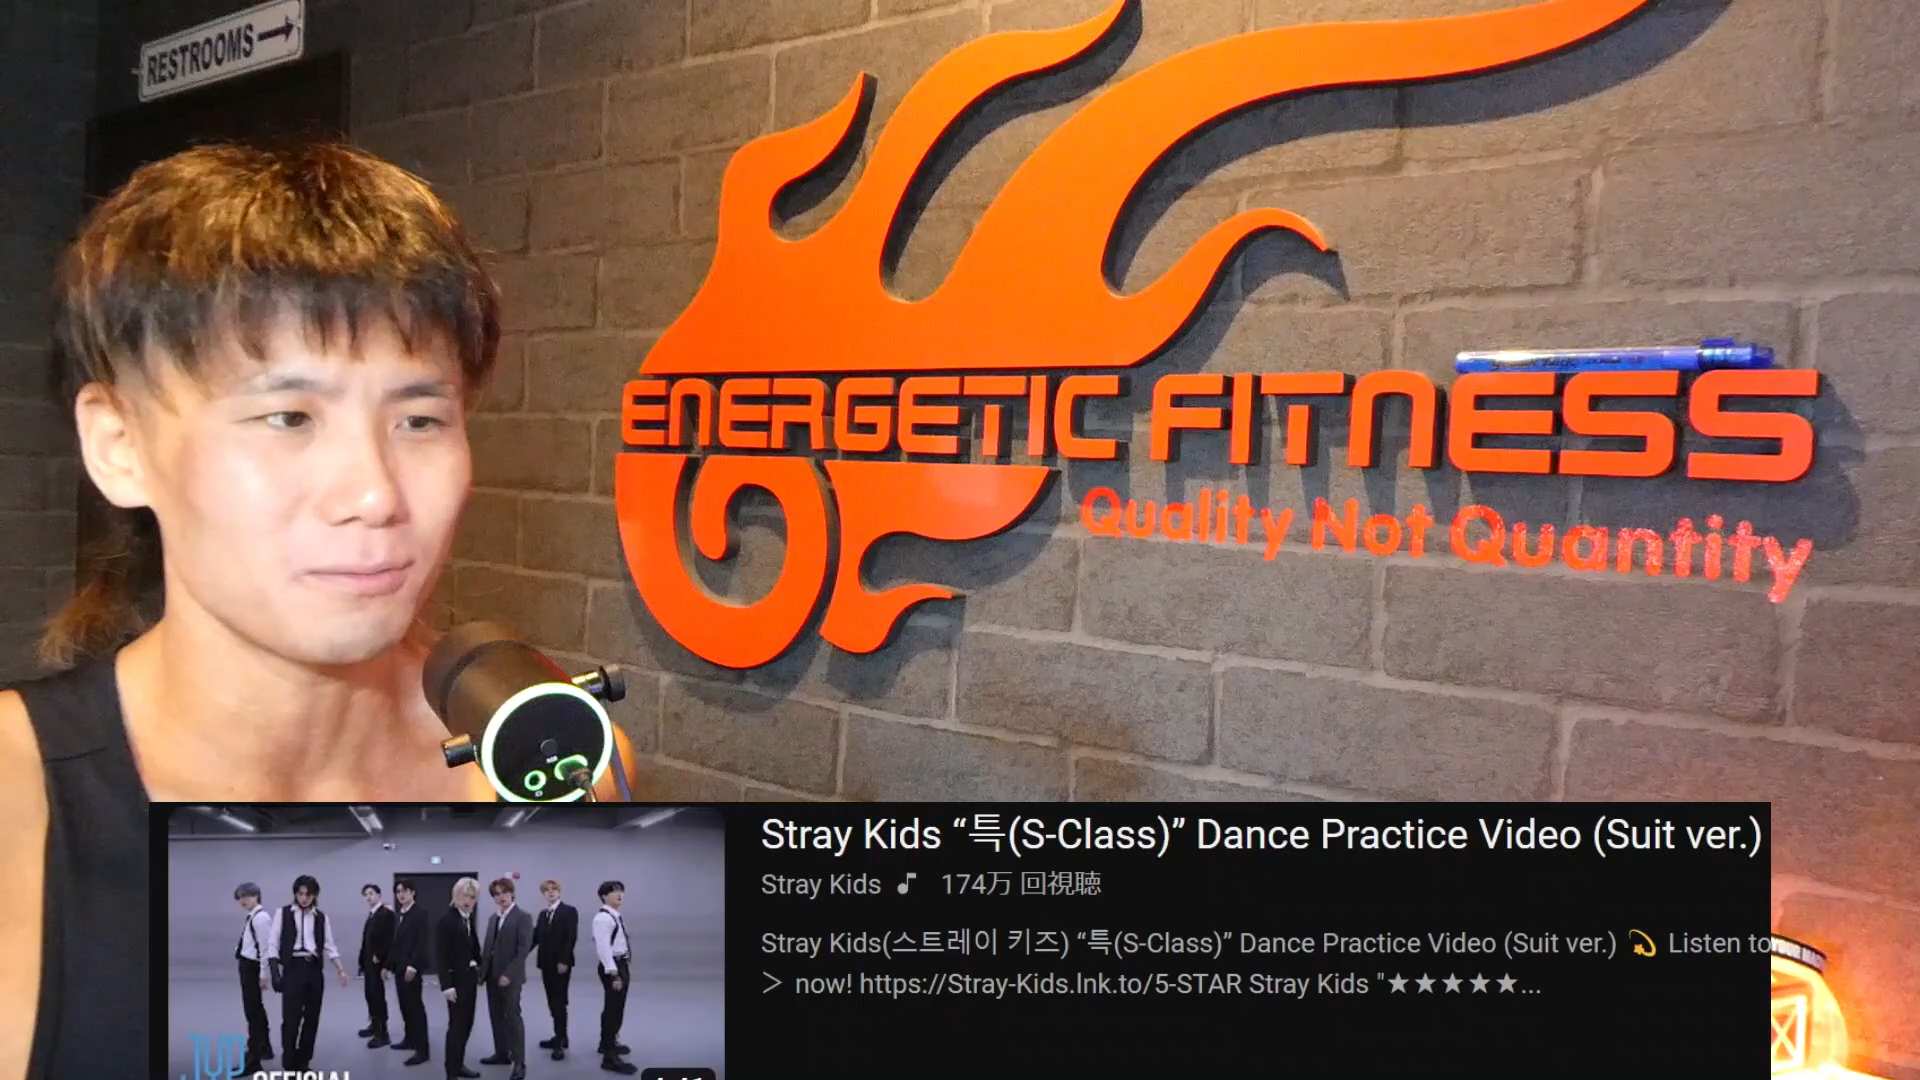 RESTROOMS
ENERGETIC FITNESS
Quality Not Quantity
Stray Kids “특(S-Class)” Dance Practice Video (Suit ver.)
Stray Kids 174万 回視聴
Stray Kids(스트레이 키즈) “특(S-Class)” Dance Practice Video (Suit ver.) 💫 Listen to
＞ now! https://Stray-Kids.lnk.to/5-STAR Stray Kids "★★★★★...
JYP OFFICIAL